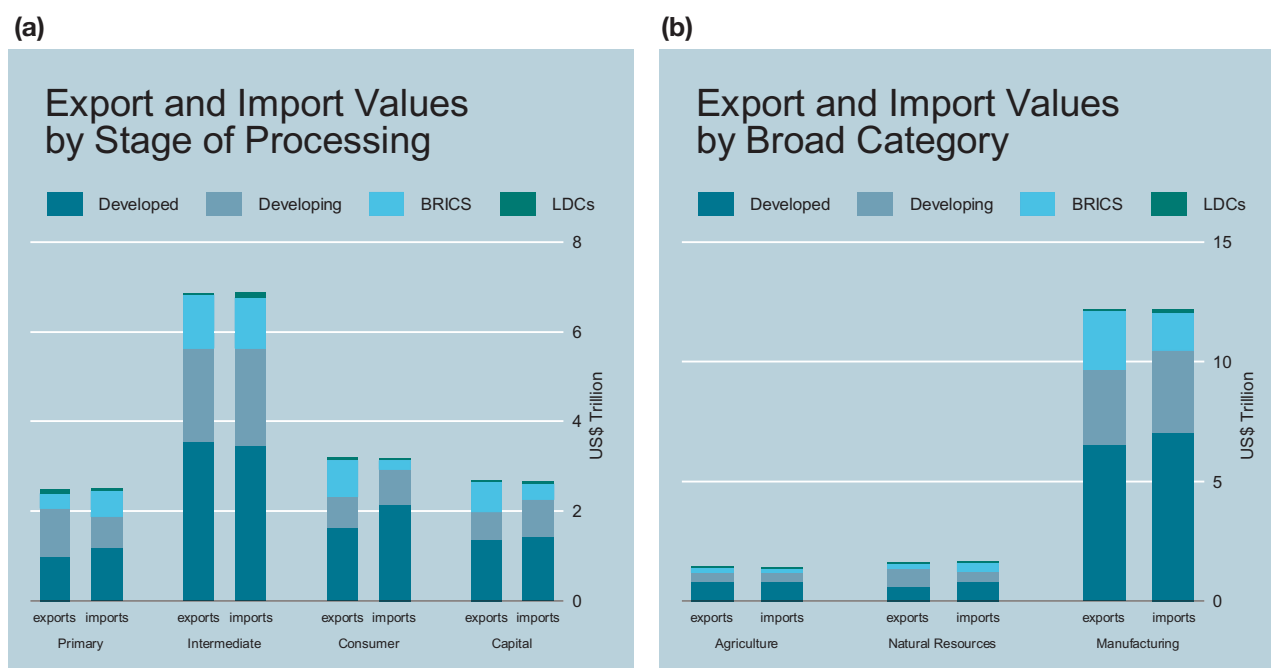 (a)
Export and Import Values
by Stage of Processing
Developed Developing BRICS LDCs
8
6
4
2
0
US$ Trillion
exports imports exports imports exports imports exports imports
Primary Intermediate Consumer Capital
(b)
Export and Import Values
by Broad Category
Developed Developing BRICS LDCs
15
10
5
0
US$ Trillion
exports imports exports imports exports imports
Agriculture Natural Resources Manufacturing